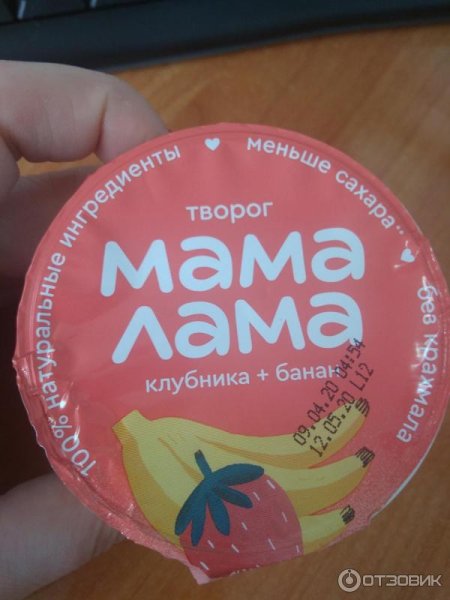 100% натуральные ингредиенты
меньше сахара**
без крахмала
творог
мама
лама
клубника + банан
09.04.20 04:54
12.05.20 L12
ОТЗОВИК